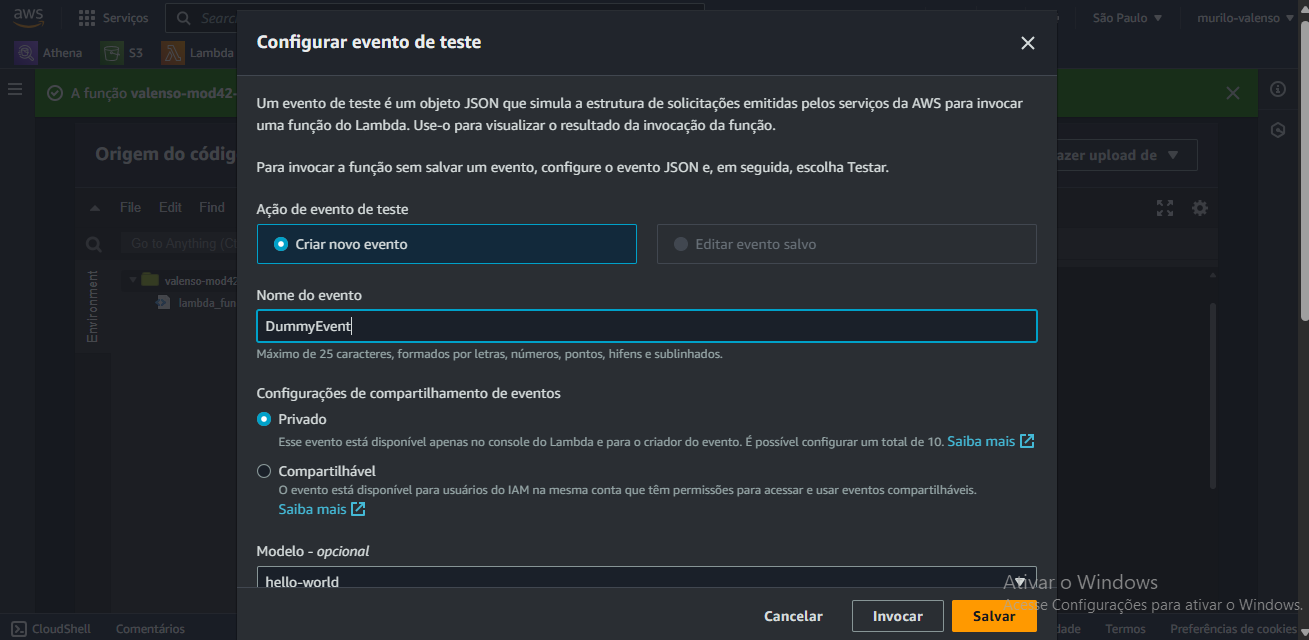 aws
Serviços
Search
São Paulo
murilo-valenso
Athena
S3
Lambda
A função valenso-mod42-
Origem do códig
azer upload de
File Edit Find
Go to Anything (C
Environment
valenso-mod42
lambda_fun
Configurar evento de teste
Um evento de teste é um objeto JSON que simula a estrutura de solicitações emitidas pelos serviços da AWS para invocar
uma função do Lambda. Use-o para visualizar o resultado da invocação da função.
Para invocar a função sem salvar um evento, configure o evento JSON e, em seguida, escolha Testar.
Ação de evento de teste
Criar novo evento
Editar evento salvo
Nome do evento
DummyEvent
Máximo de 25 caracteres, formados por letras, números, pontos, hifens e sublinhados.
Configurações de compartilhamento de eventos
Privado
Esse evento está disponível apenas no console do Lambda e para o criador do evento. É possível configurar um total de 10. Saiba mais
Compartilhável
O evento está disponível para usuários do IAM na mesma conta que têm permissões para acessar e usar eventos compartilháveis.
Saiba mais
Modelo - opcional
hello-world
Ativar o Windows
Configurações para ativar o Windows.
Cancelar
Invocar
Salvar
CloudShell
Comentários
dade
Termos
Preferências de cookies